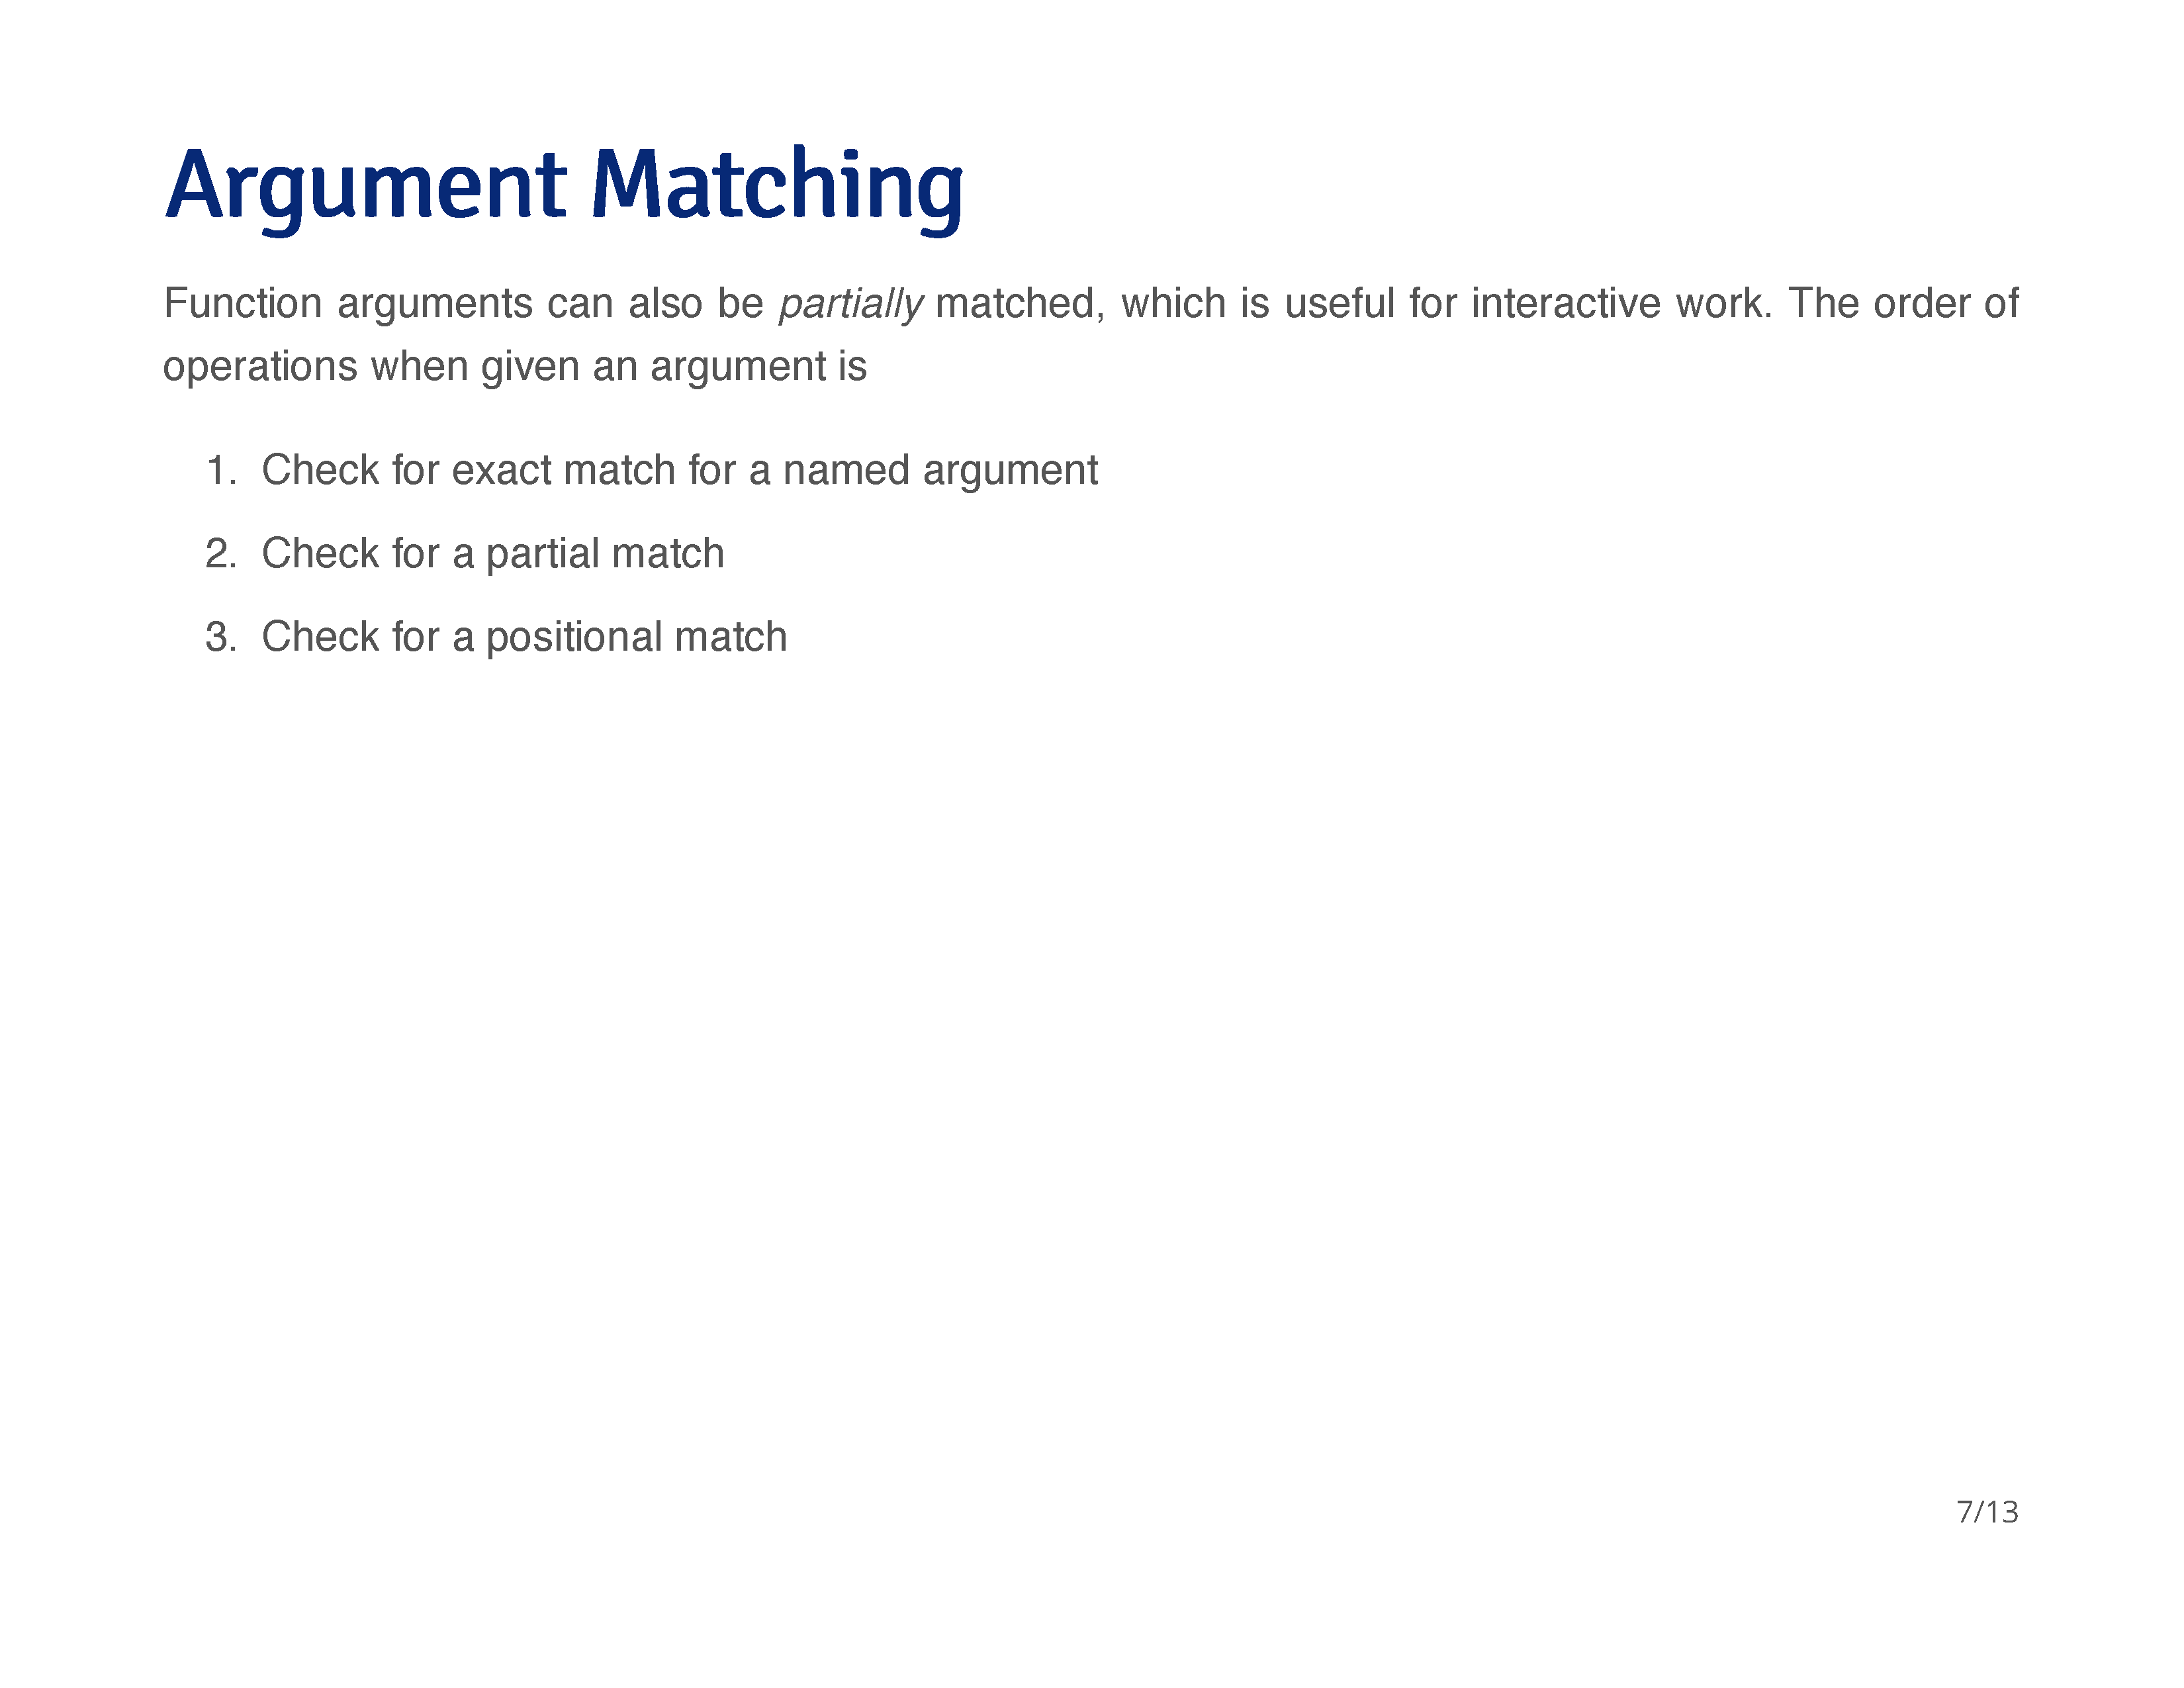 Argument Matching
Function arguments can also be partially matched, which is useful for interactive work. The order of
operations when given an argument is
1. Check for exact match for a named argument
2. Check for a partial match
3. Check for a positional match
7/13